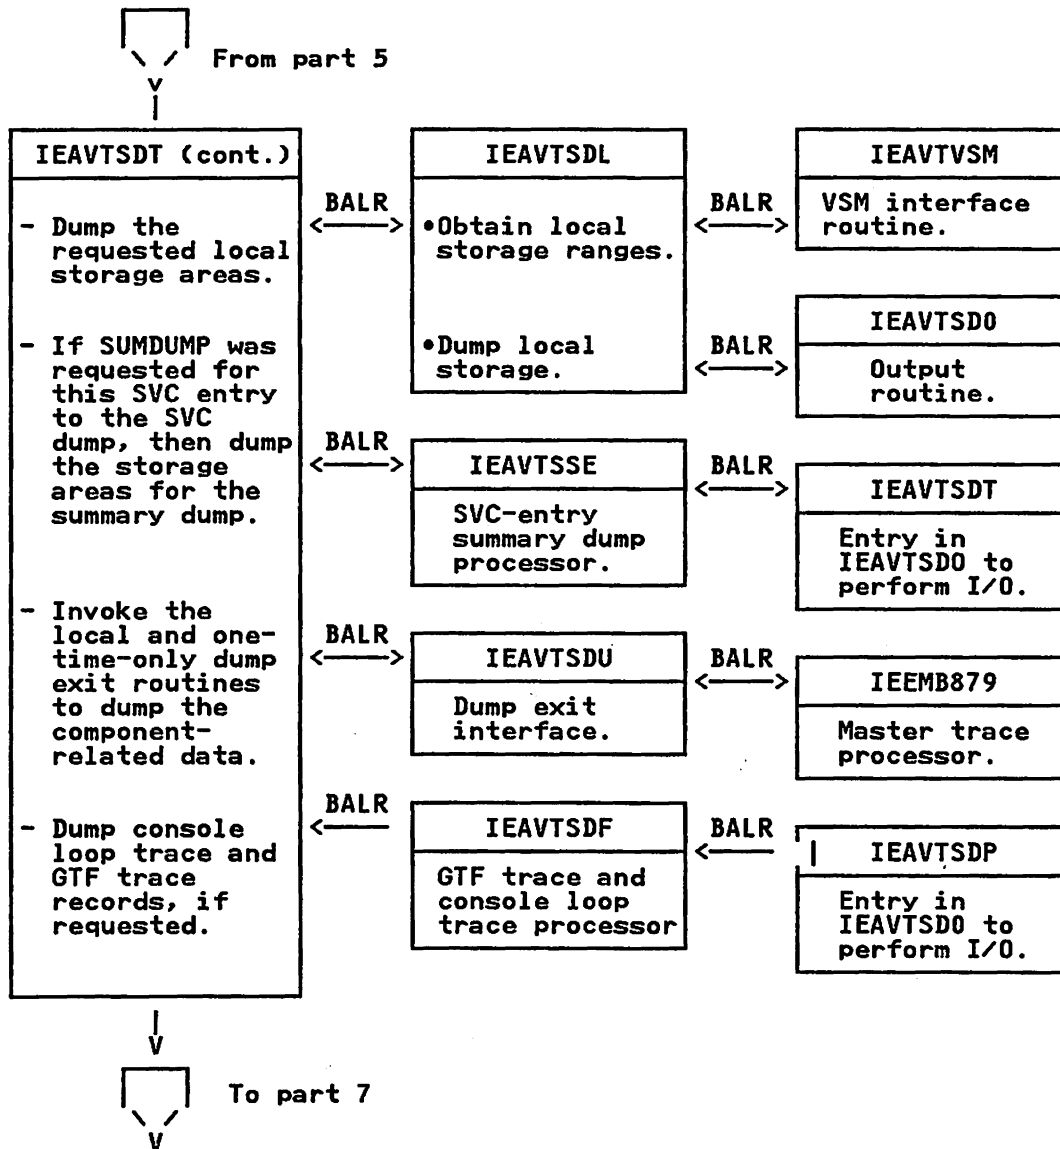 From part 5
IEAVTSDT (cont.)
- Dump the
requested local
storage areas.
- If SUMDUMP was
requested for
this SVC entry
to the SVC
dump, then dump
the storage
areas for the
summary dump.
- Invoke the
local and one-
time-only dump
exit routines
to dump the
component-
related data.
- Dump console
loop trace and
GTF trace
records, if
requested.
BALR
<——>
BALR
<——>
BALR
<——>
BALR
<——
IEAVTSDL
•Obtain local
storage ranges.
•Dump local
storage.
IEAVTSSE
SVC-entry
summary dump
processor.
IEAVTSDU
Dump exit
interface.
IEAVTSDF
GTF trace and
console loop
trace processor
BALR
<——>
BALR
<——>
BALR
<——>
BALR
<——>
BALR
<——
IEAVTVSM
VSM interface
routine.
IEAVTSDO
Output
routine.
IEAVTSDT
Entry in
IEAVTSDO to
perform I/O.
IEEMB879
Master trace
processor.
IEAVTSDP
Entry in
IEAVTSDO to
perform I/O.
To part 7